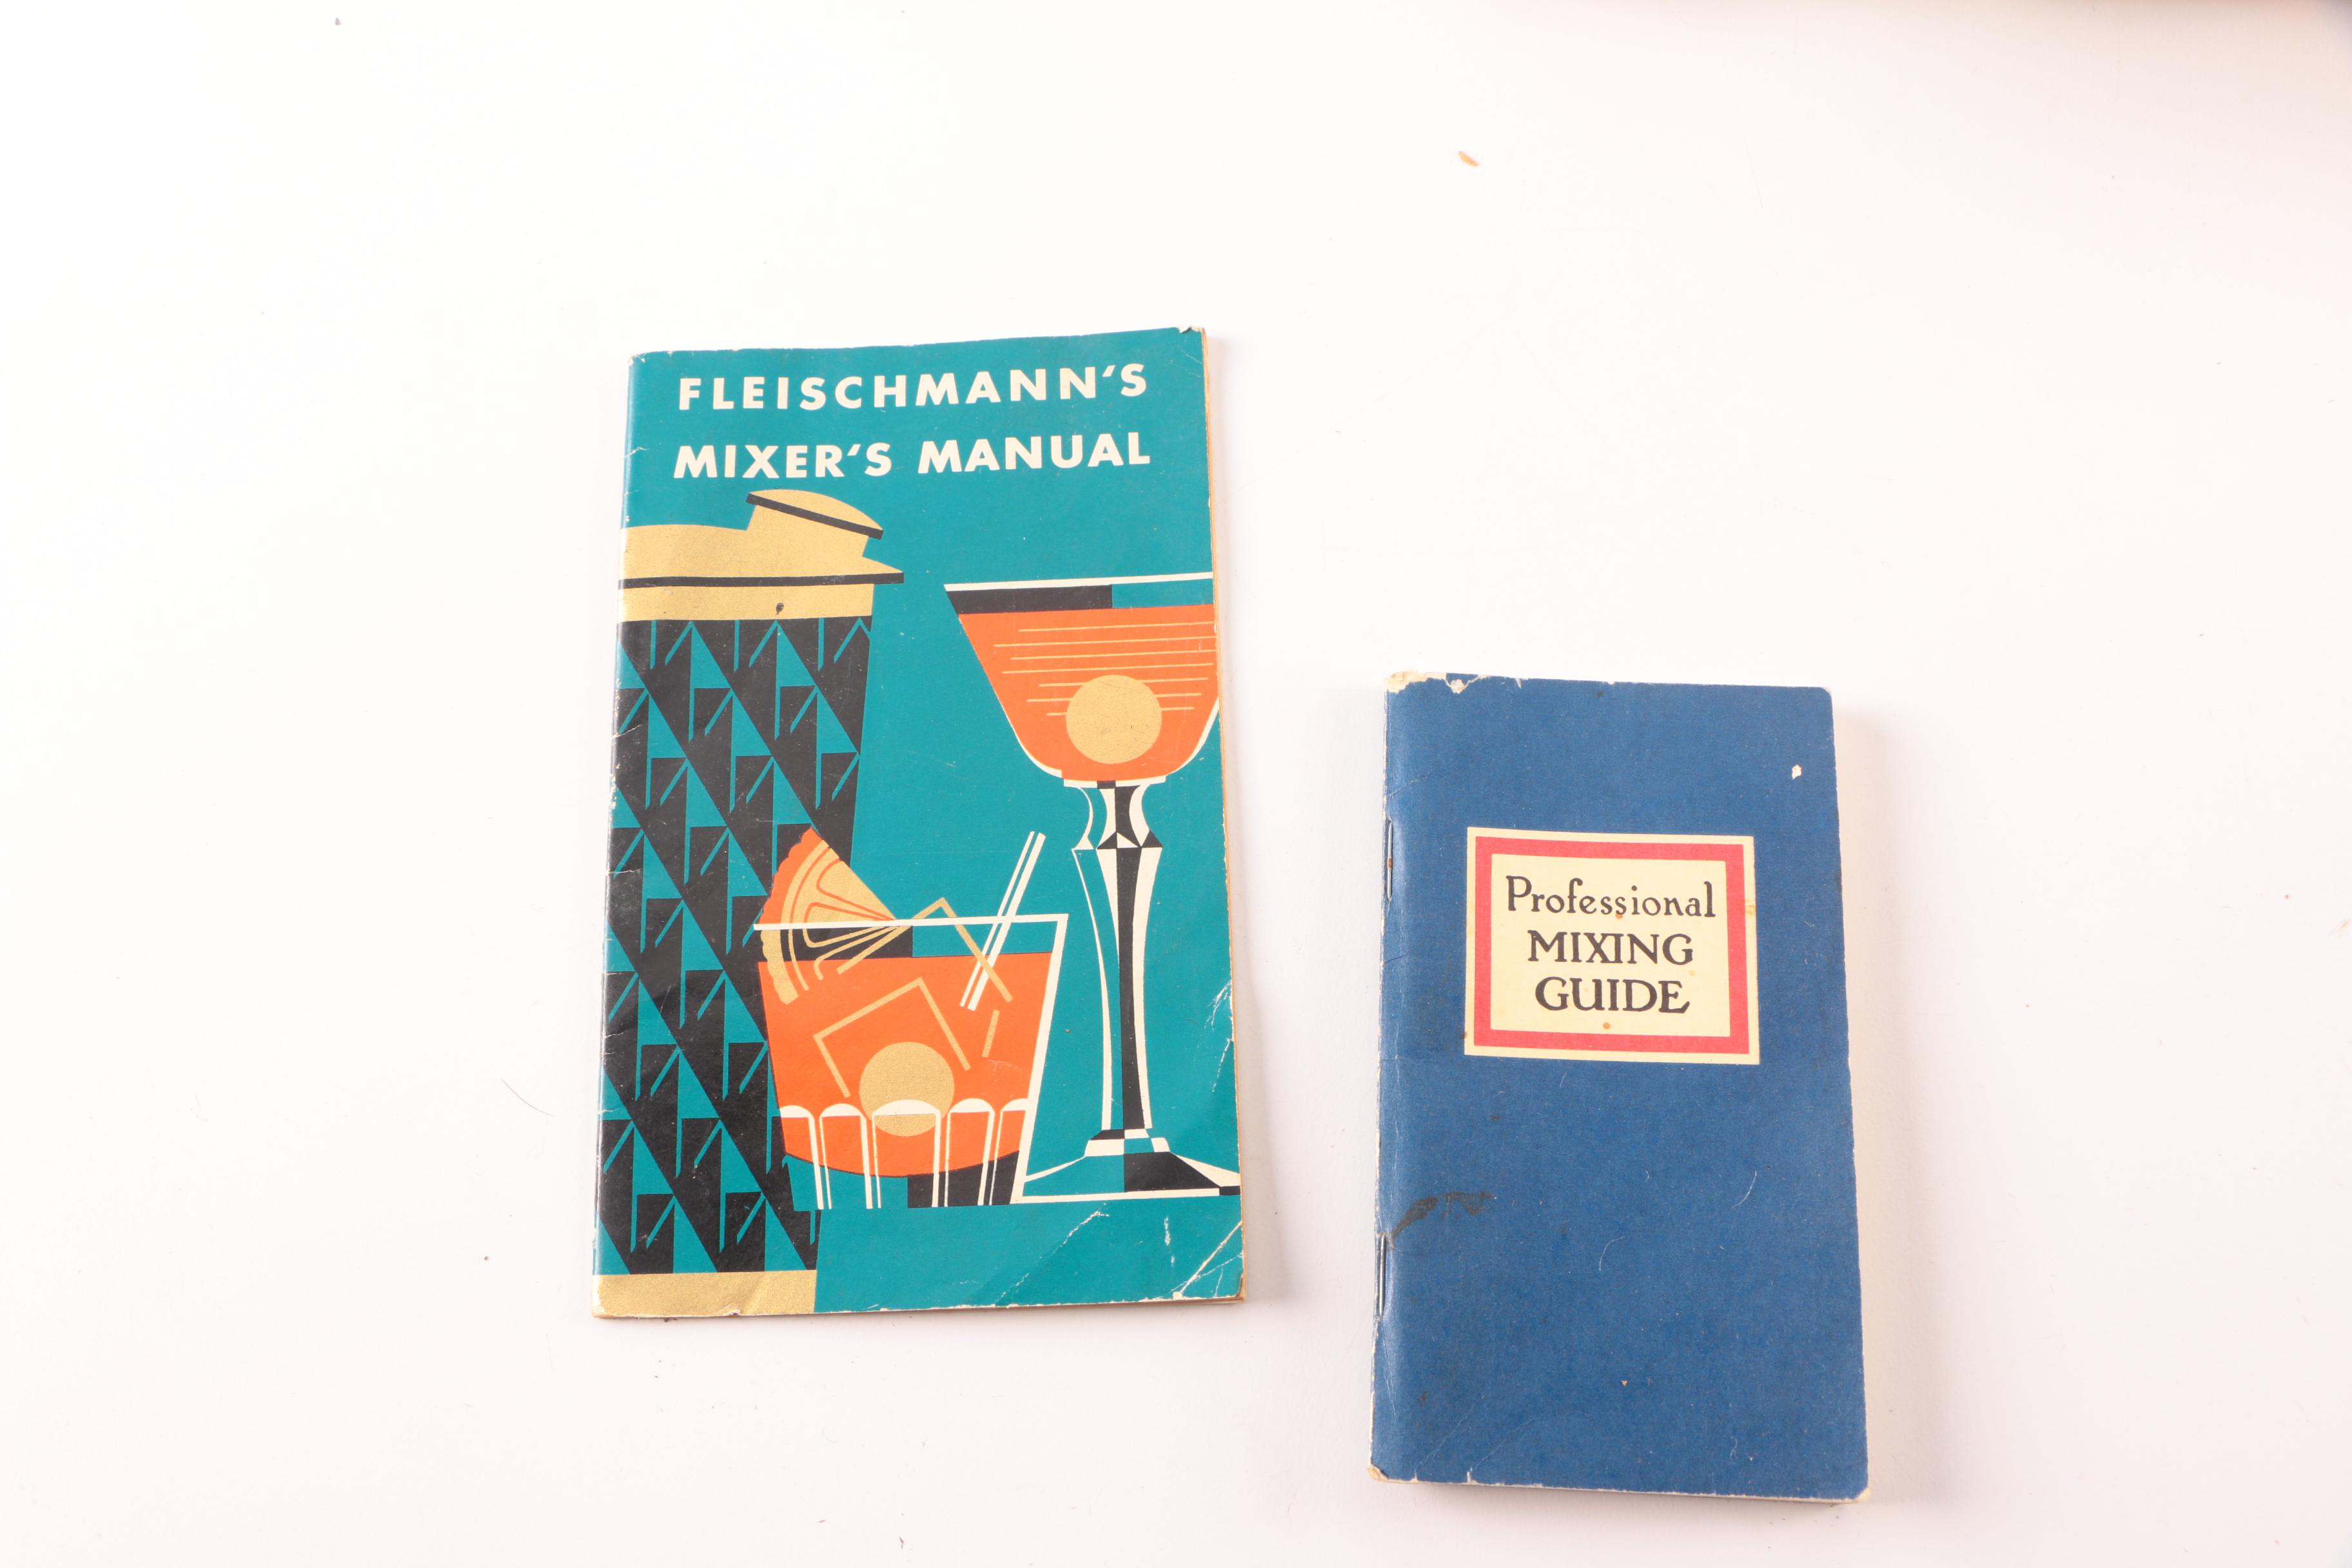 FLEISCHMANN'S
MIXER'S MANUAL
Professional
MIXING
GUIDE